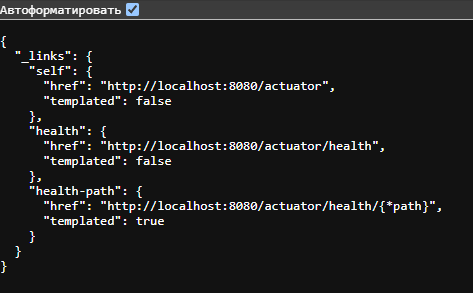 Автоформатировать
{
  "_links": {
    "self": {
      "href": "http://localhost:8080/actuator",
      "templated": false
    },
    "health": {
      "href": "http://localhost:8080/actuator/health",
      "templated": false
    },
    "health-path": {
      "href": "http://localhost:8080/actuator/health/{*path}",
      "templated": true
    }
  }
}